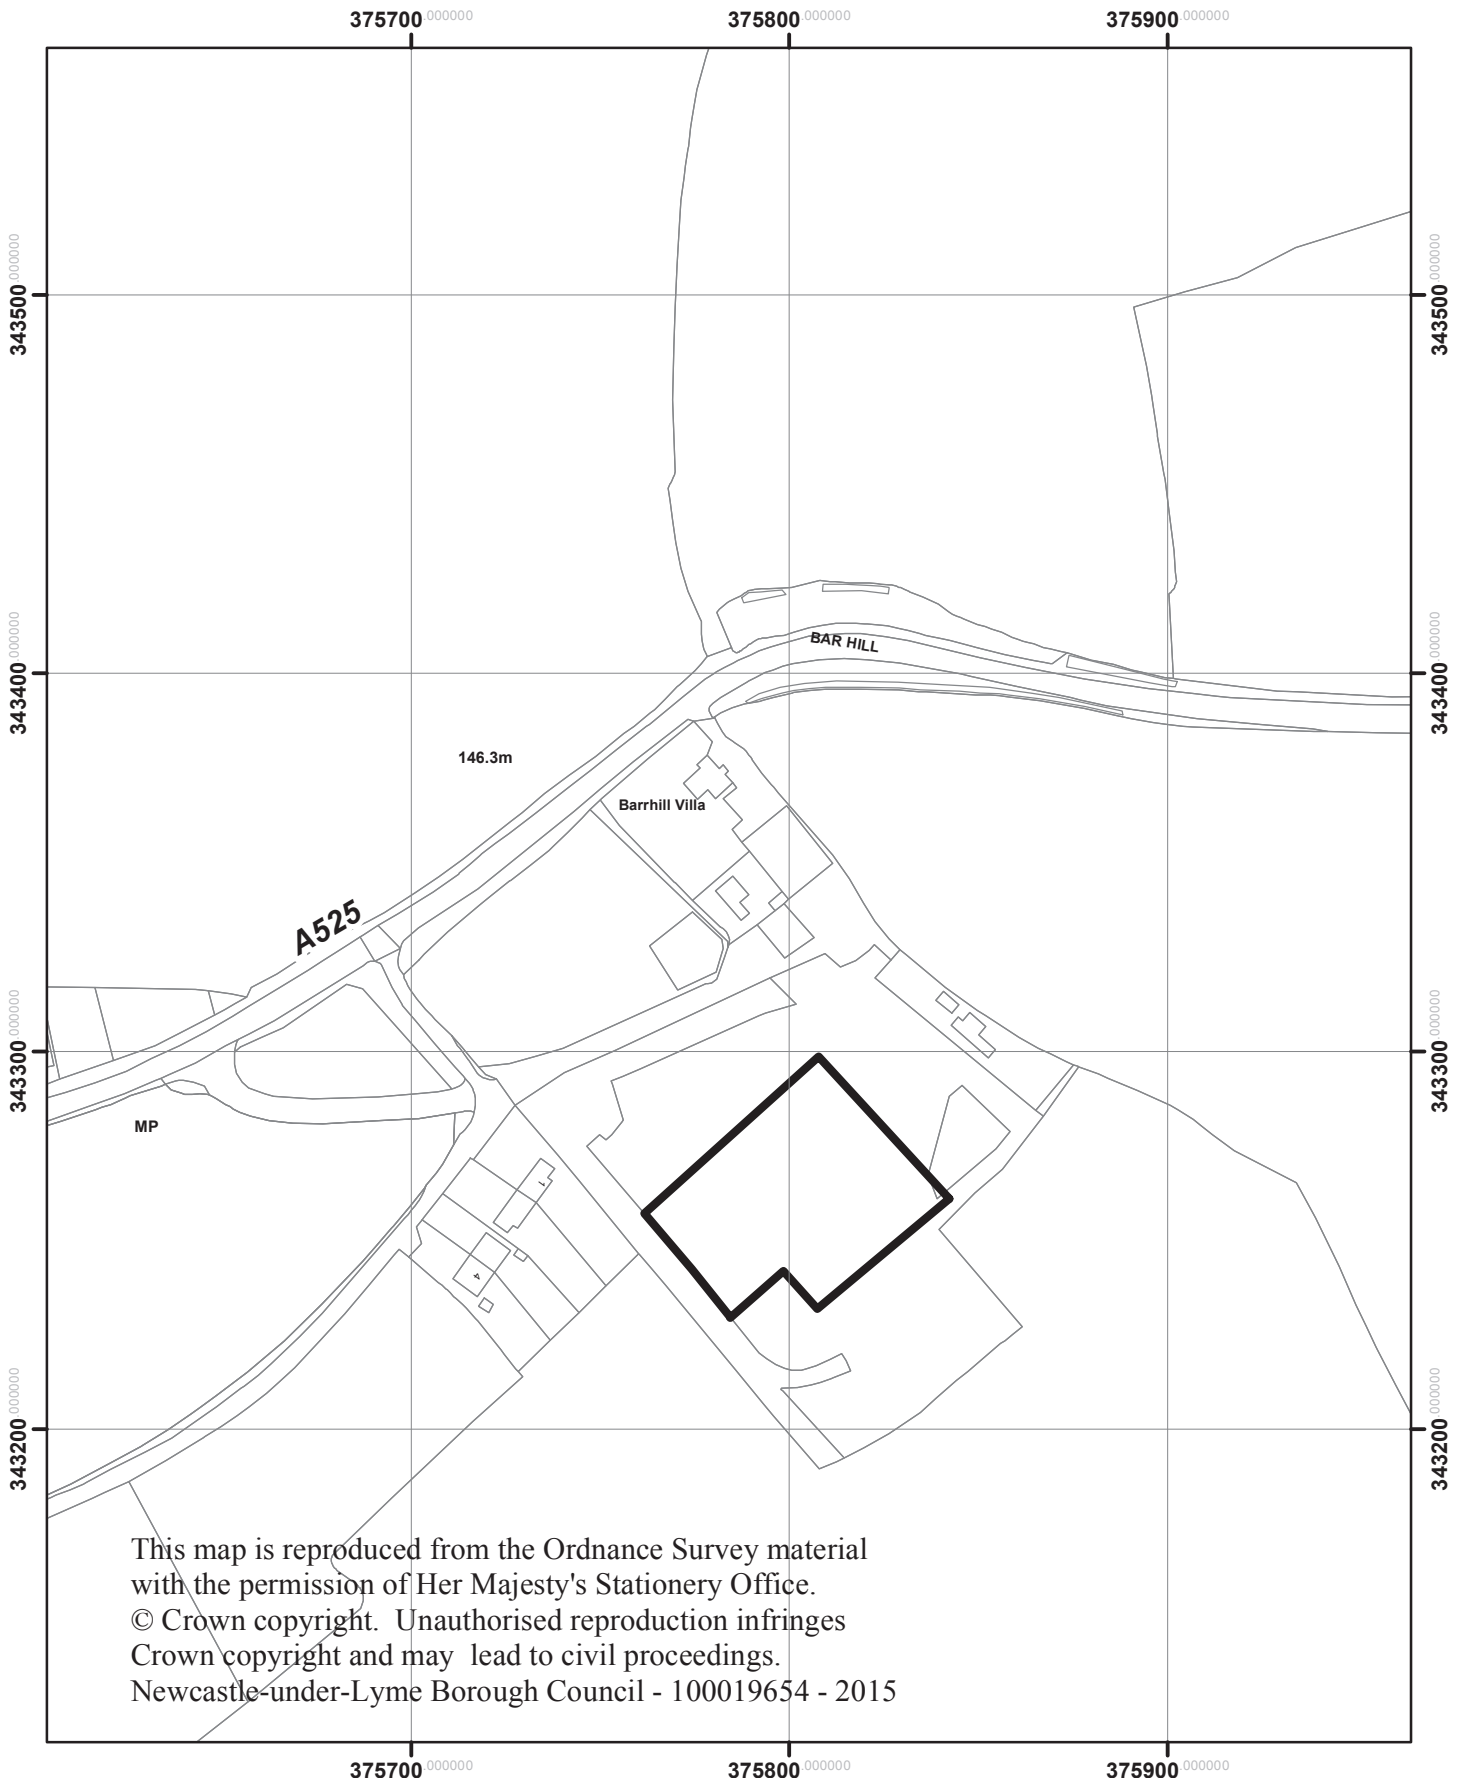 375700.000000
375800.000000
375900.000000
343500.000000
343500.000000
BAR HILL
343400.000000
343400.000000
146.3m
Barrhill Villa
A525
343300.000000
343300.000000
MP
1
4
343200.000000
343200.000000
This map is reproduced from the Ordnance Survey material
with the permission of Her Majesty's Stationery Office.
© Crown copyright.  Unauthorised reproduction infringes
Crown copyright and may  lead to civil proceedings.
Newcastle-under-Lyme Borough Council - 100019654 - 2015
375700.000000
375800.000000
375900.000000